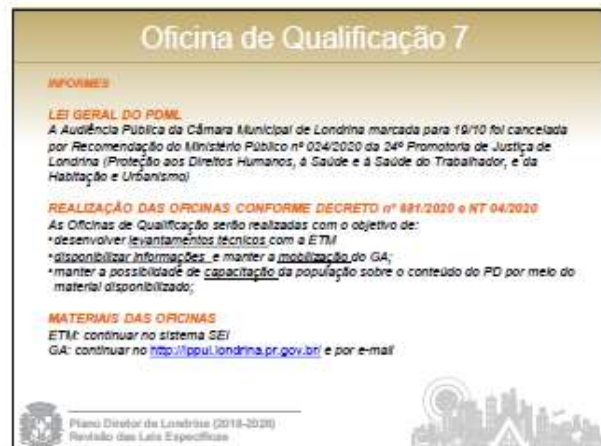 Oficina de Qualificação 7
INFORMES
LEI GERAL DO PDML
A Audiência Pública da Câmara Municipal de Londrina marcada para 19/10 foi cancelada
por Recomendação do Ministério Público nº 024/2020 da 24ª Promotoria de Justiça de
Londrina (Proteção aos Direitos Humanos, à Saúde e à Saúde do Trabalhador, e da
Habitação e Urbanismo)
REALIZAÇÃO DAS OFICINAS CONFORME DECRETO nº 681/2020 e NT 04/2020
As Oficinas de Qualificação serão realizadas com o objetivo de:
•desenvolver levantamentos técnicos com a ETM
•disponibilizar informações e manter a mobilização do GA;
•manter a possibilidade de capacitação da população sobre o conteúdo do PD por meio do
material disponibilizado;
MATERIAIS DAS OFICINAS
ETM: continuar no sistema SEI
GA: continuar no http://ippul.londrina.pr.gov.br/ e por e-mail
Plano Diretor de Londrina (2018-2028)
Revisão das Leis Específicas